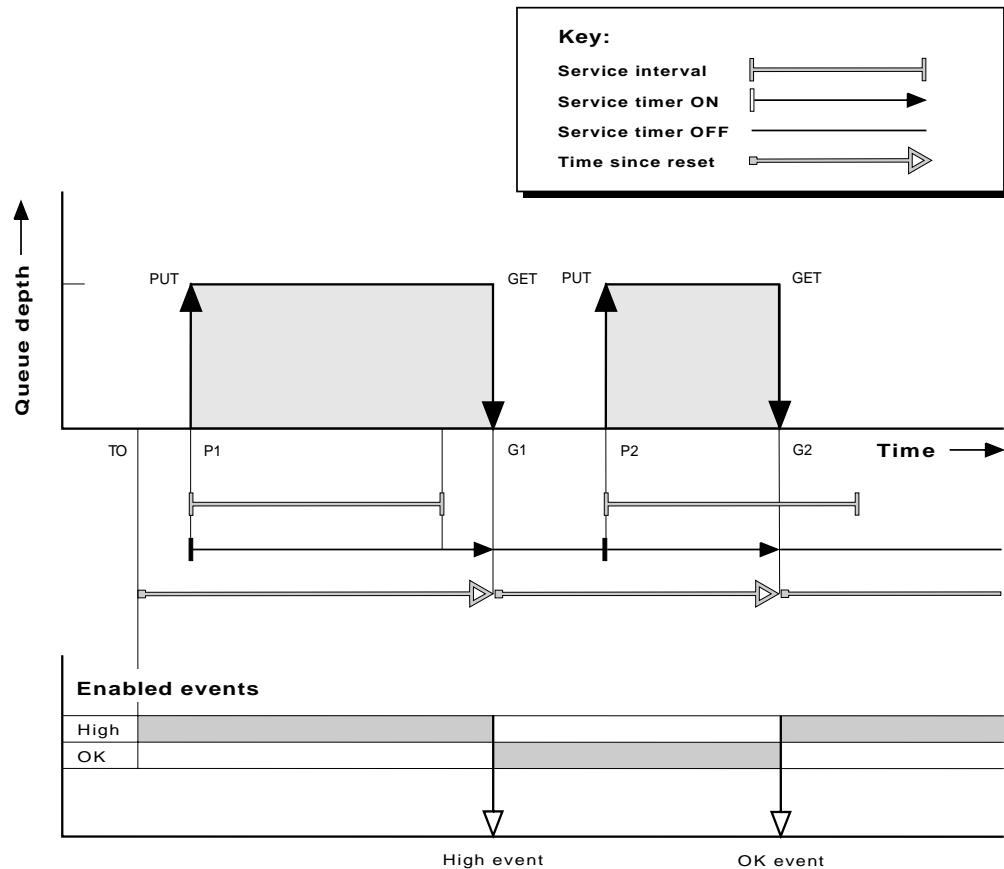 Key:
Service interval
Service timer ON
Service timer OFF
Time since reset
Queue depth
PUT
GET
PUT
GET
TO
P1
G1
P2
G2
Time
Enabled events
High
OK
High event
OK event